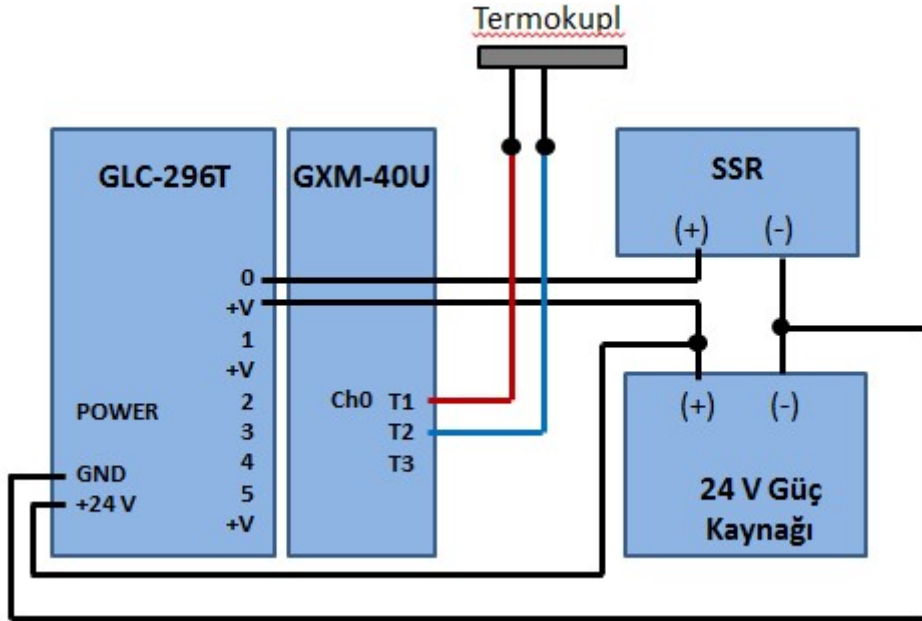 Termokupl
GLC-296T
GXM-40U
SSR
(+) (-)
0
+V
1
+V
2
3
4
5
+V
POWER
GND
+24 V
Ch0 T1
T2
T3
(+) (-)
24 V Güç
Kaynağı